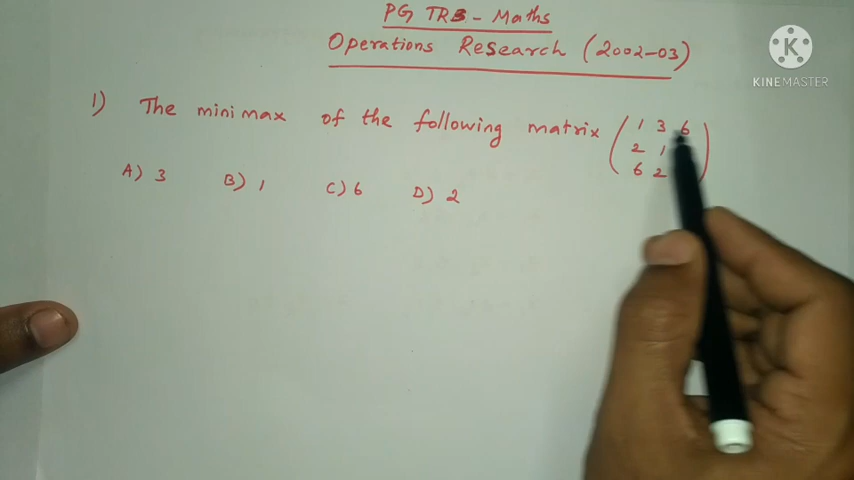 PG TRB - Maths
Operations Research (2002-03)
K
KINEMASTER
1) The minimax of the following matrix
1 3 6
2 1
6 2
A) 3 B) 1 C) 6 D) 2